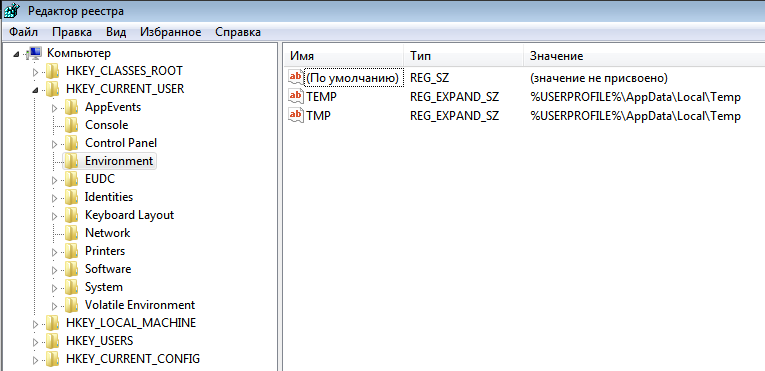 Редактор реестра
Файл Правка Вид Избранное Справка
Компьютер
HKEY_CLASSES_ROOT
HKEY_CURRENT_USER
AppEvents
Console
Control Panel
Environment
EUDC
Identities
Keyboard Layout
Network
Printers
Software
System
Volatile Environment
HKEY_LOCAL_MACHINE
HKEY_USERS
HKEY_CURRENT_CONFIG
Имя Тип Значение
(По умолчанию) REG_SZ (значение не присвоено)
TEMP REG_EXPAND_SZ %USERPROFILE%\AppData\Local\Temp
TMP REG_EXPAND_SZ %USERPROFILE%\AppData\Local\Temp